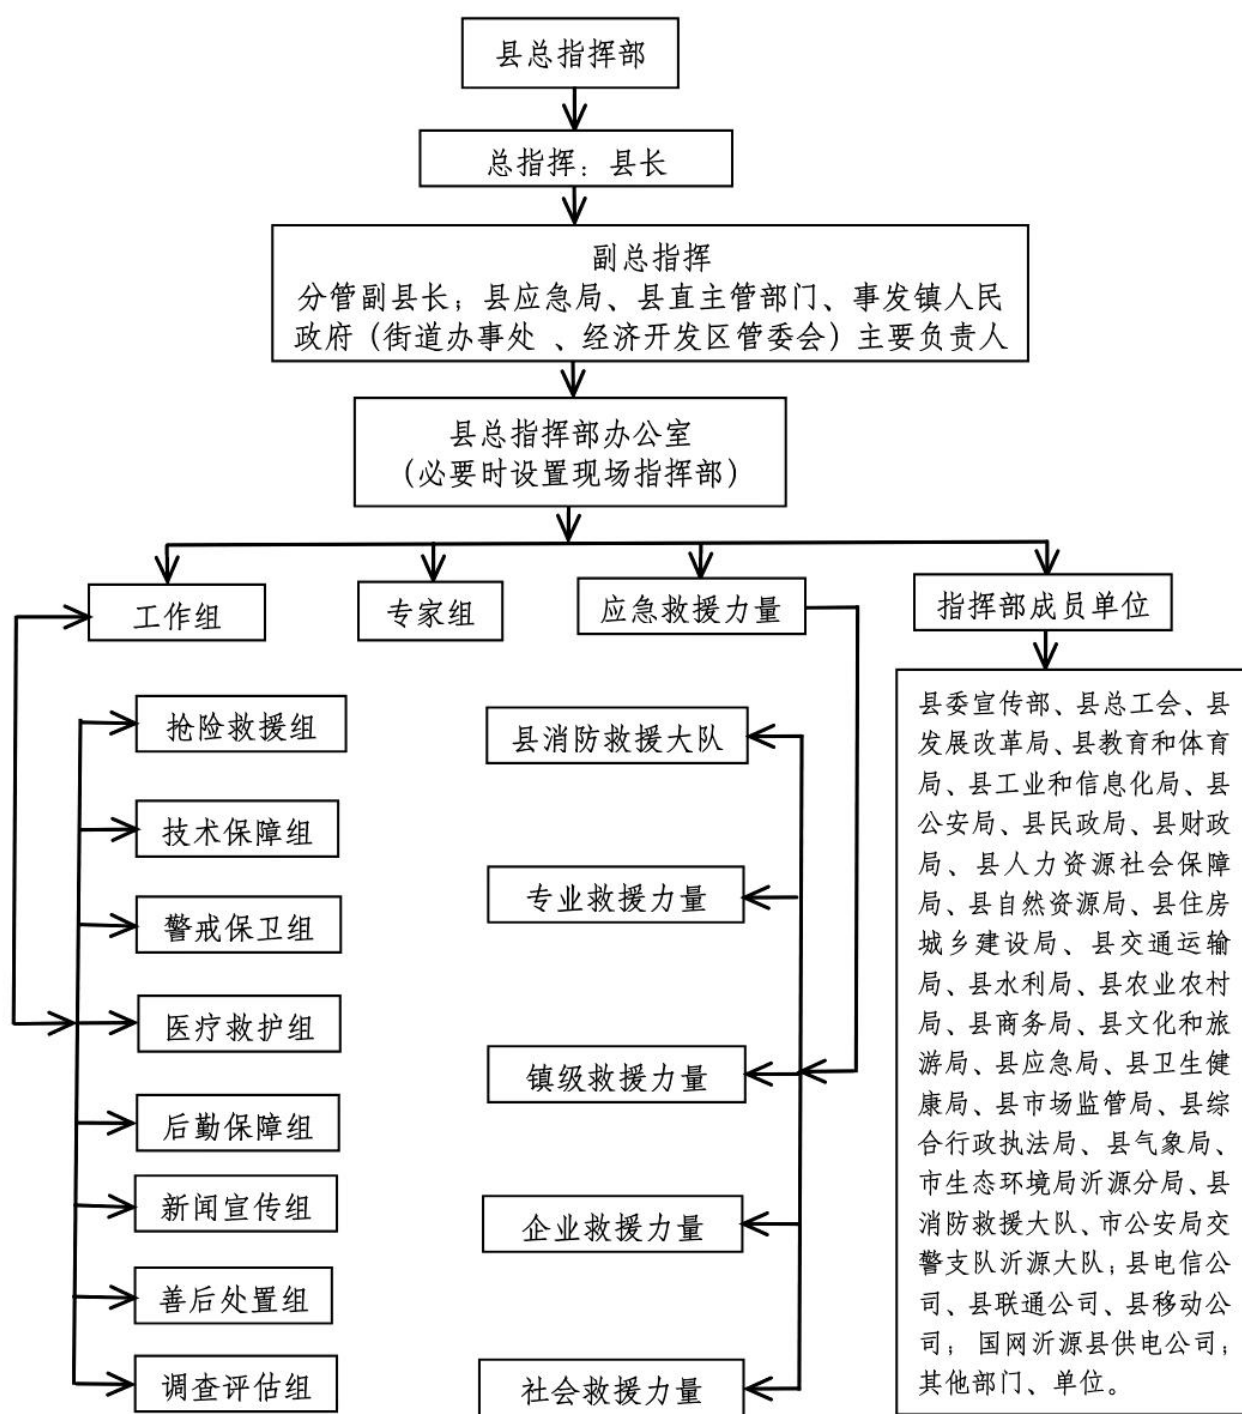 县总指挥部
总指挥：县长
副总指挥
分管副县长；县应急局、县直主管部门、事发镇人民
政府（街道办事处 、经济开发区管委会）主要负责人
县总指挥部办公室
（必要时设置现场指挥部）
工作组
专家组
应急救援力量
指挥部成员单位
抢险救援组
技术保障组
警戒保卫组
医疗救护组
后勤保障组
新闻宣传组
善后处置组
调查评估组
县消防救援大队
专业救援力量
镇级救援力量
企业救援力量
社会救援力量
县委宣传部、县总工会、县
发展改革局、县教育和体育
局、县工业和信息化局、县
公安局、县民政局、县财政
局、县人力资源社会保障
局、县自然资源局、县住房
城乡建设局、县交通运输
局、县水利局、县农业农村
局、县商务局、县文化和旅
游局、县应急局、县卫生健
康局、县市场监管局、县综
合行政执法局、县气象局、
市生态环境局沂源分局、县
消防救援大队、市公安局交
警支队沂源大队；县电信公
司、县联通公司、县移动公
司；国网沂源县供电公司；
其他部门、单位。